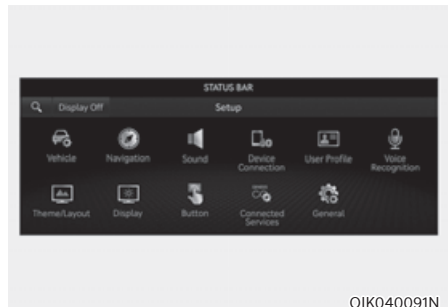 STATUS BAR
Display Off
Setup
Vehicle
Navigation
Sound
Device
Connection
User Profile
Voice
Recognition
Theme/Layout
Display
Button
Connected
Services
General
OIK040091N